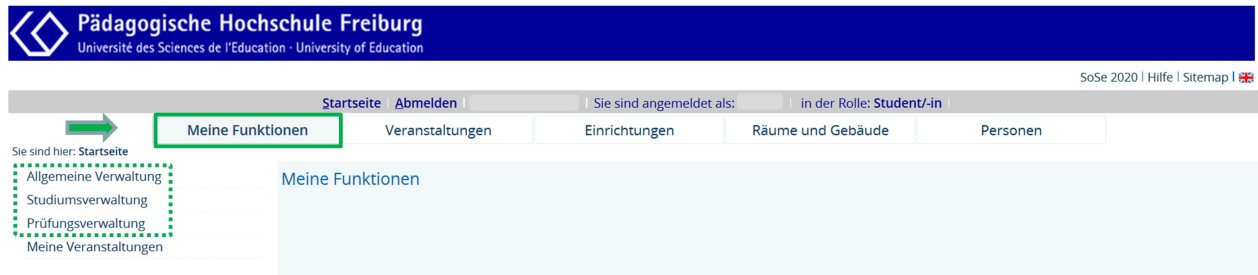 Pädagogische Hochschule Freiburg
Université des Sciences de l'Education · University of Education
SoSe 2020 | Hilfe | Sitemap |
Startseite | Abmelden | | Sie sind angemeldet als: | in der Rolle: Student/-in |
Meine Funktionen Veranstaltungen Einrichtungen Räume und Gebäude Personen
Sie sind hier: Startseite
Allgemeine Verwaltung
Meine Funktionen
Studiumsverwaltung
Prüfungsverwaltung
Meine Veranstaltungen